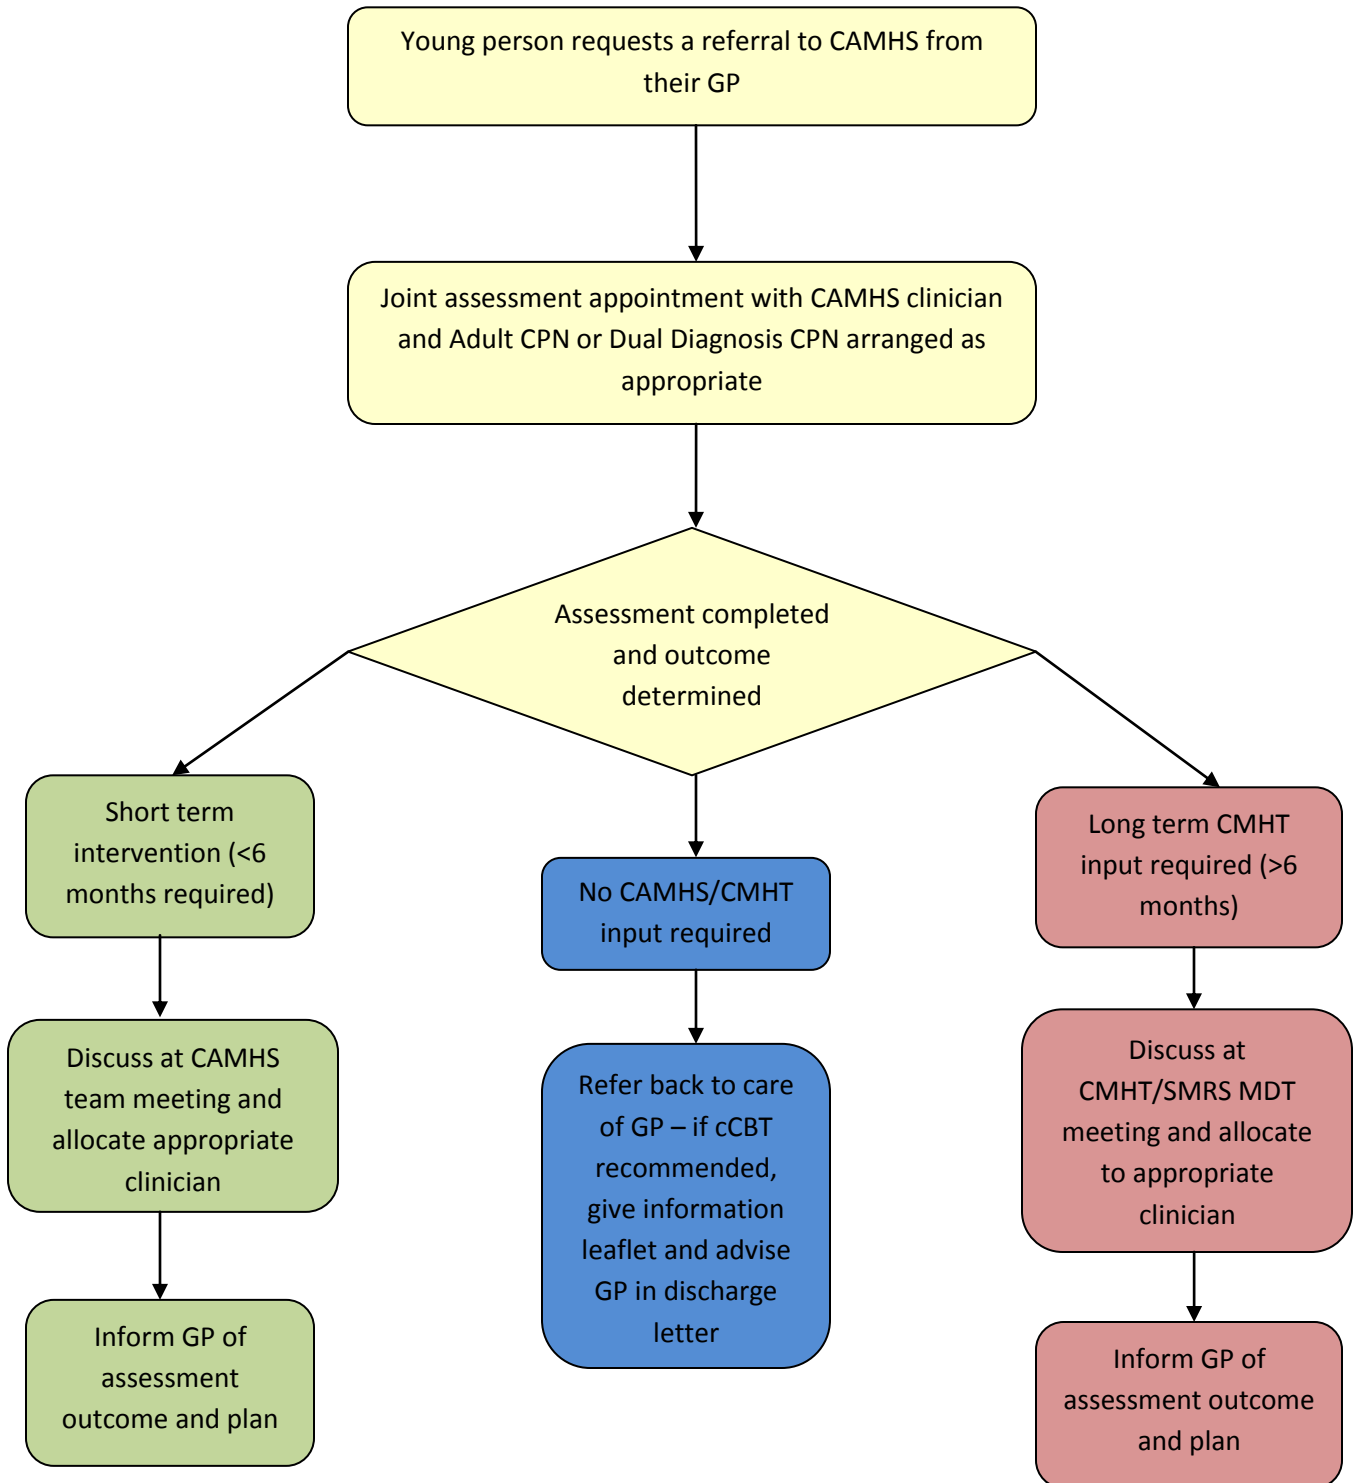 Young person requests a referral to CAMHS from
their GP
Joint assessment appointment with CAMHS clinician
and Adult CPN or Dual Diagnosis CPN arranged as
appropriate
Assessment completed
and outcome
determined
Short term
intervention (<6
months required)
Discuss at CAMHS
team meeting and
allocate appropriate
clinician
Inform GP of
assessment
outcome and plan
No CAMHS/CMHT
input required
Refer back to care
of GP – if cCBT
recommended,
give information
leaflet and advise
GP in discharge
letter
Long term CMHT
input required (>6
months)
Discuss at
CMHT/SMRS MDT
meeting and allocate
to appropriate
clinician
Inform GP of
assessment outcome
and plan